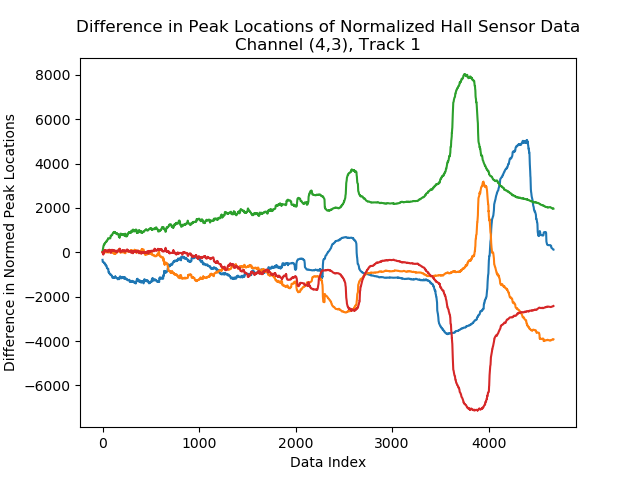 Difference in Peak Locations of Normalized Hall Sensor Data
Channel (4,3), Track 1
Difference in Normed Peak Locations
8000
6000
4000
2000
0
−2000
−4000
−6000
0 1000 2000 3000 4000
Data Index